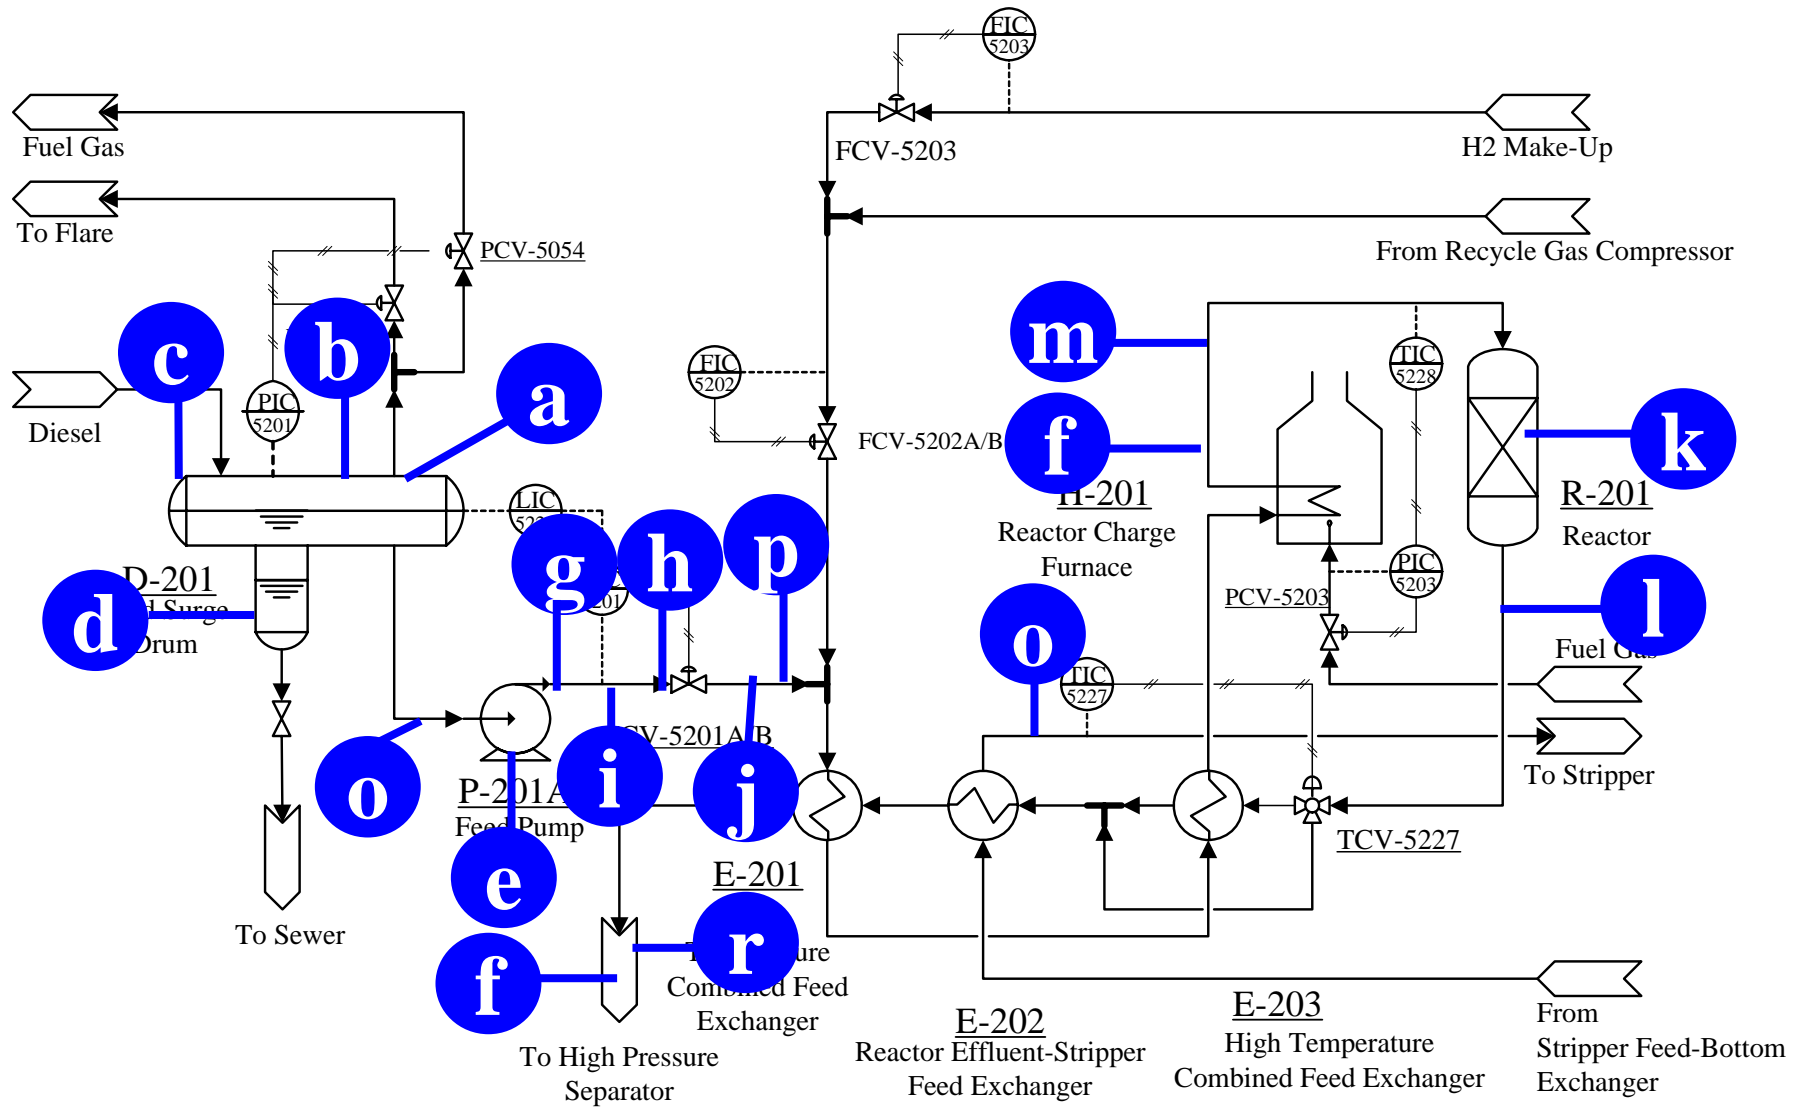 FIC
5203
Fuel Gas
FCV-5203
H2 Make-Up
To Flare
PCV-5054
From Recycle Gas Compressor
c
b
a
m
FIC
5202
TIC
5228
Diesel
PIC
5201
f
FCV-5202A/B
k
LIC
H-201
R-201
Reactor Charge
Furnace
Reactor
g
h
p
D-201
Surge
Drum
d
PIC
5203
PCV-5203
l
o
Fuel Gas
TIC
5227
CV-5201A/B
o
i
j
To Stripper
P-201A
Feed Pump
TCV-5227
e
E-201
To Sewer
r
f
Combined Feed
Exchanger
E-202
Reactor Effluent-Stripper
Feed Exchanger
E-203
High Temperature
Combined Feed Exchanger
From
Stripper Feed-Bottom
Exchanger
To High Pressure
Separator